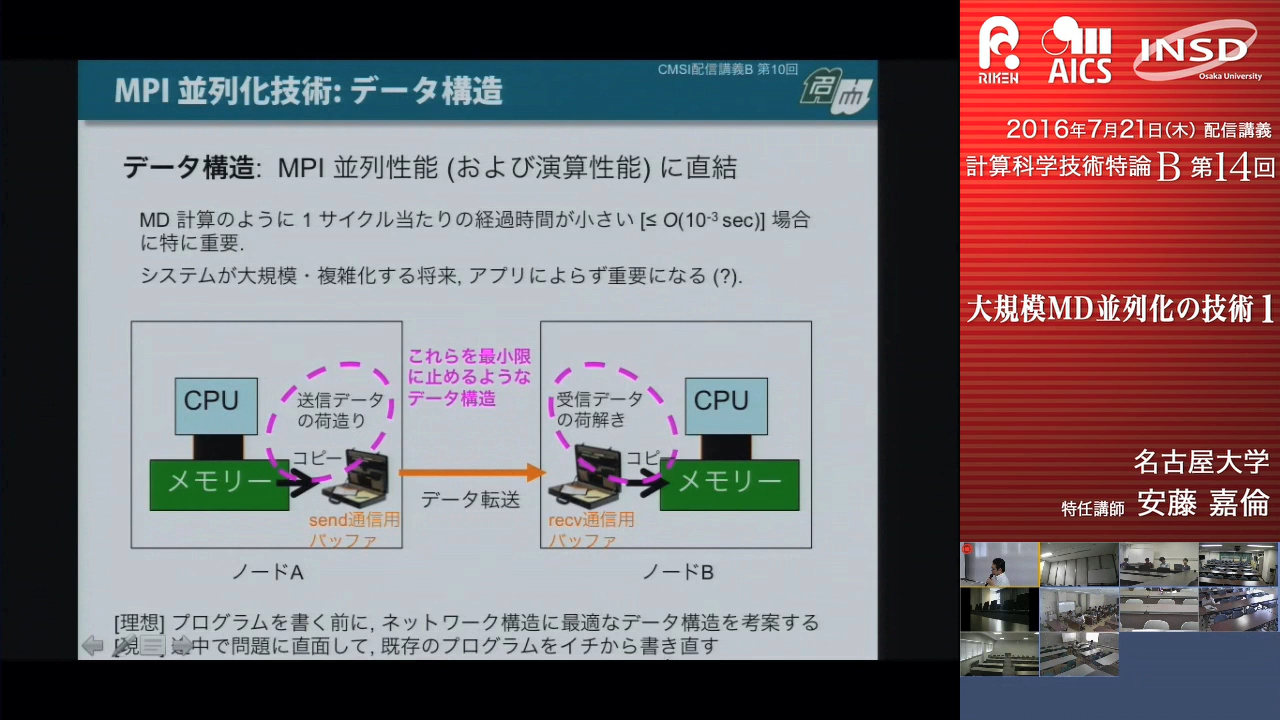 CMSI配信講義B 第10回
MPI 並列化技術: データ構造
データ構造: MPI 並列性能 (および演算性能) に直結
MD 計算のように 1 サイクル当たりの経過時間が小さい [≤ O(10-3 sec)] 場合
に特に重要.
システムが大規模・複雑化する将来, アプリによらず重要になる (?).
これらを最小限
に止めるような
データ構造
CPU
送信データ
の荷造り
コピー
メモリー
send通信用
バッファ
ノードA
データ転送
受信データ
の荷解き
CPU
コピー
メモリー
recv通信用
バッファ
ノードB
[理想] プログラムを書く前に, ネットワーク構造に最適なデータ構造を考案する
途中で問題に直面して, 既存のプログラムをイチから書き直す
RIKEN
AICS
INSD
Osaka University
2016年7月21日(木) 配信講義
計算科学技術特論 B 第14回
大規模MD並列化の技術1
名古屋大学
特任講師 安藤 嘉倫